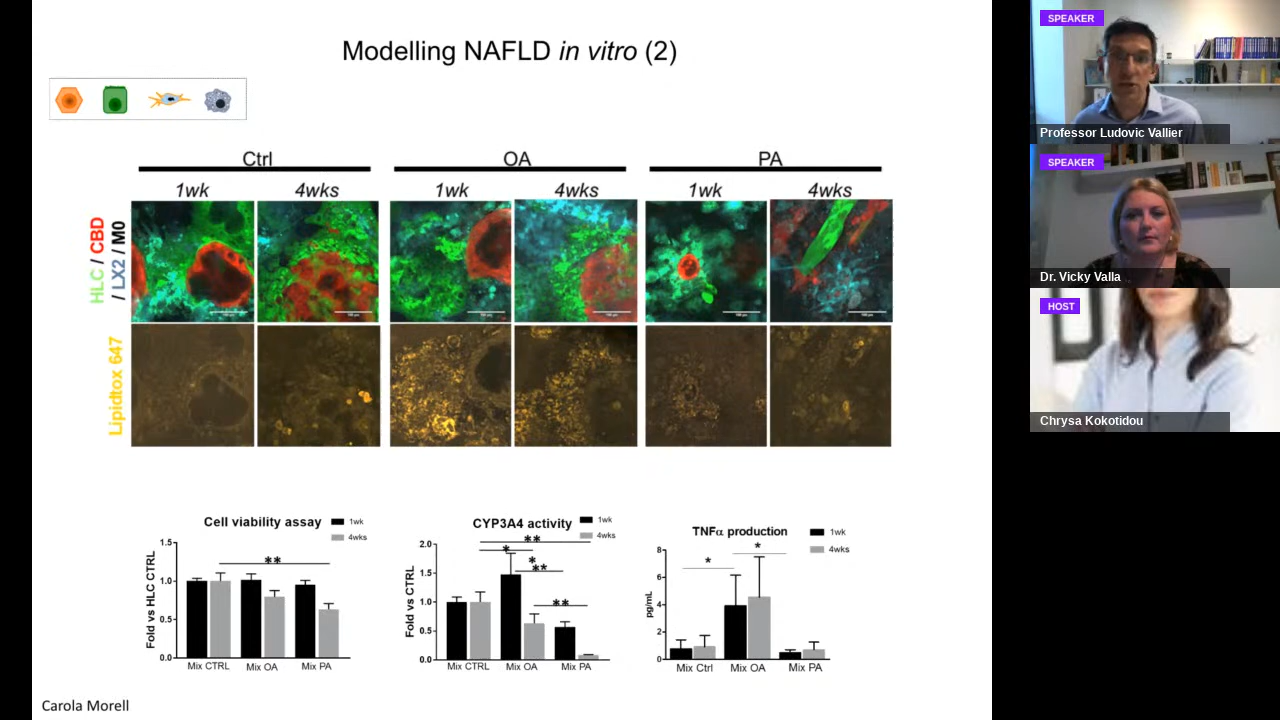 Modelling NAFLD in vitro (2)
Ctrl
OA
PA
1wk
4wks
1wk
4wks
1wk
4wks
HLC / CBD
/ LX2 / M0
Lipidtox 647
Cell viability assay
1wk
4wks
Fold vs HLC CTRL
1.5
1.0
0.5
0.0
**
Mix CTRL
Mix OA
Mix PA
CYP3A4 activity
1wk
4wks
Fold vs CTRL
2.0
1.5
1.0
0.5
0.0
**
*
*
**
**
Mix CTRL
Mix OA
Mix PA
TNFα production
1wk
4wks
pg/mL
8
6
4
2
0
*
*
Mix Ctrl
Mix OA
Mix PA
Carola Morell
SPEAKER
Professor Ludovic Vallier
SPEAKER
Dr. Vicky Valla
HOST
Chrysa Kokotidou